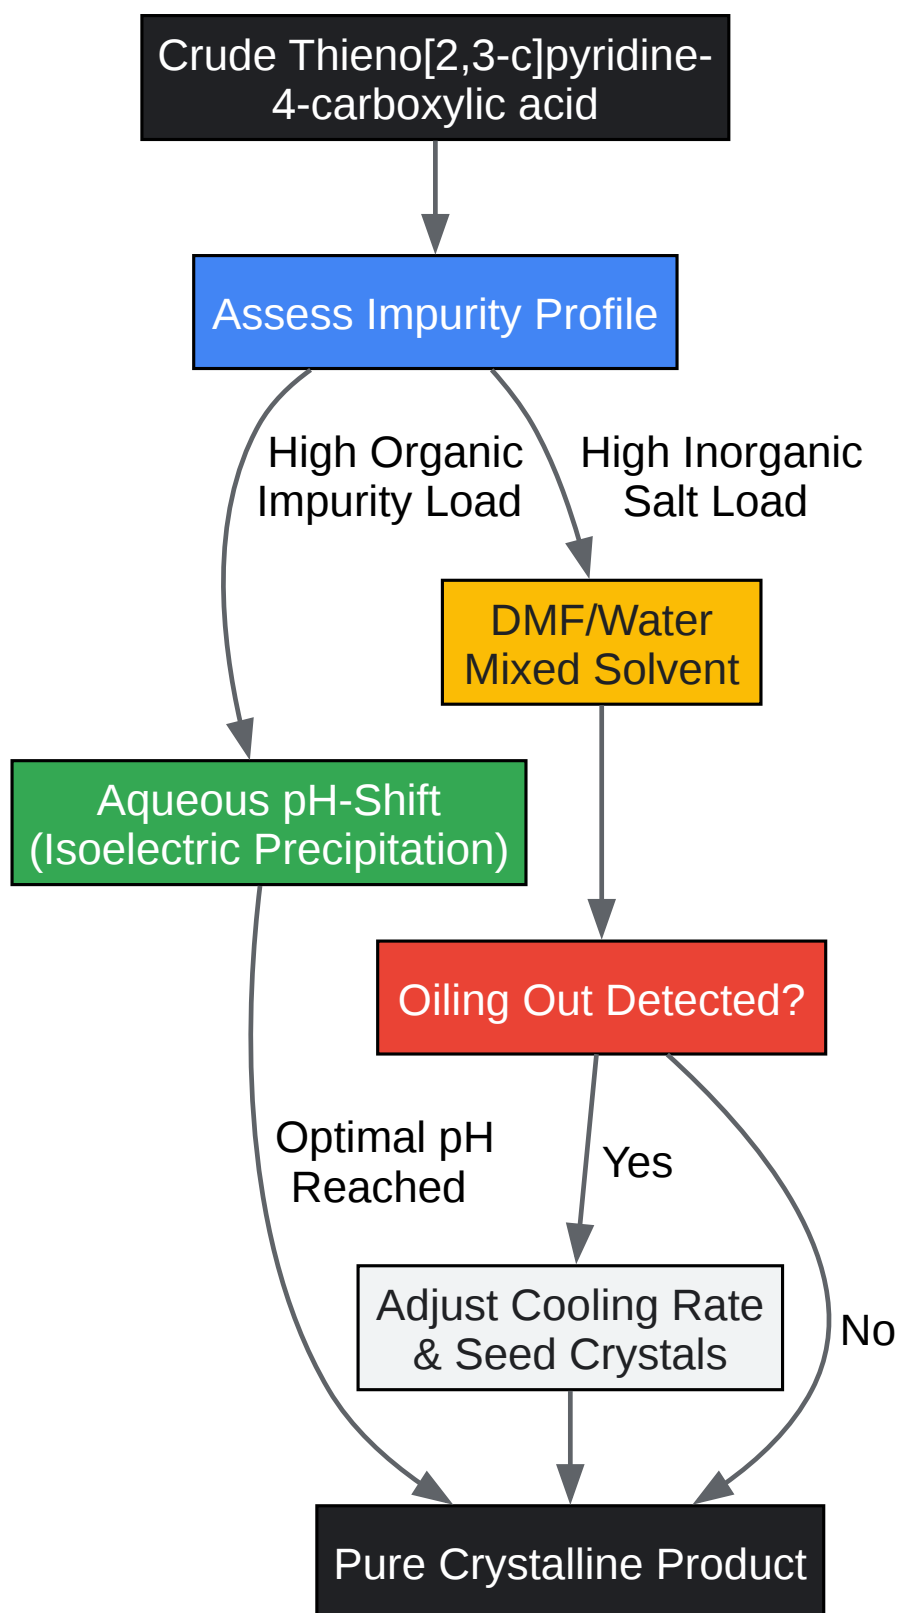 Crude Thieno[2,3-c]pyridine-
4-carboxylic acid
Assess Impurity Profile
High Organic
Impurity Load
High Inorganic
Salt Load
DMF/Water
Mixed Solvent
Aqueous pH-Shift
(Isoelectric Precipitation)
Oiling Out Detected?
Optimal pH
Reached
Yes
Adjust Cooling Rate
& Seed Crystals
No
Pure Crystalline Product